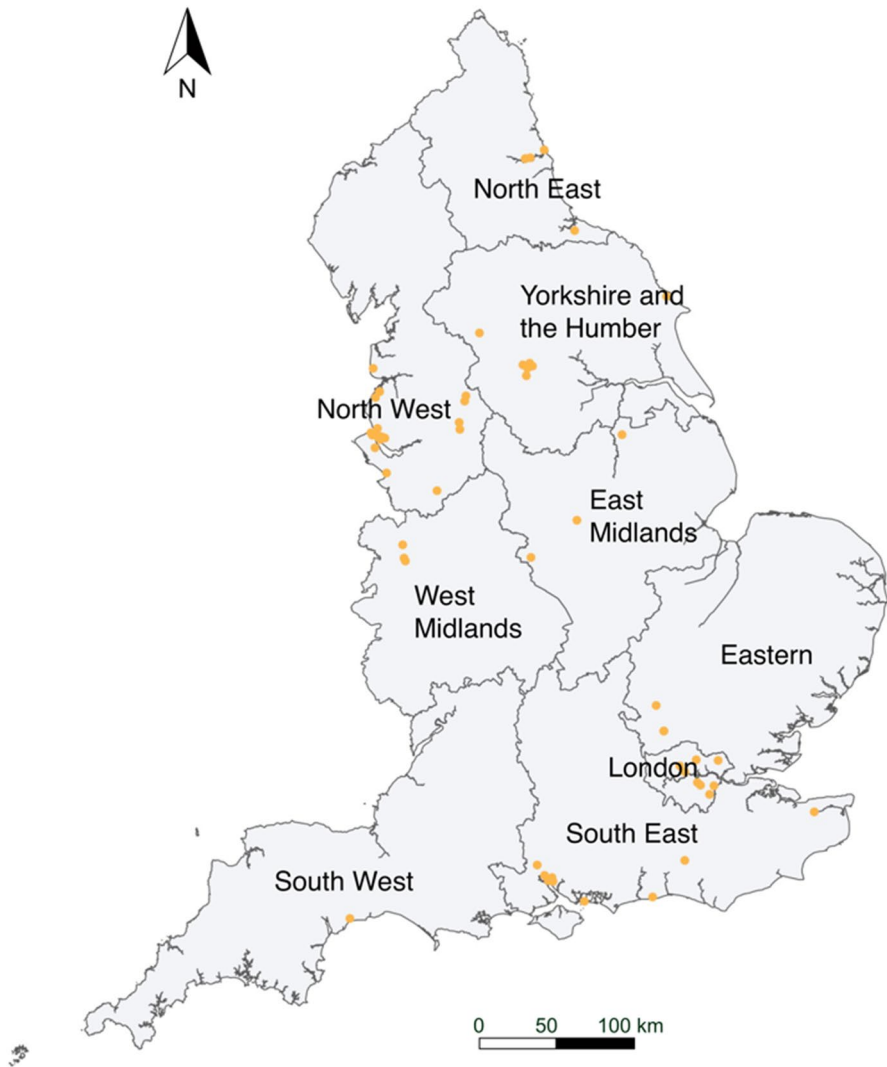 N
North East
Yorkshire and
the Humber
North West
East
Midlands
West
Midlands
Eastern
London
South East
South West
0 50 100 km